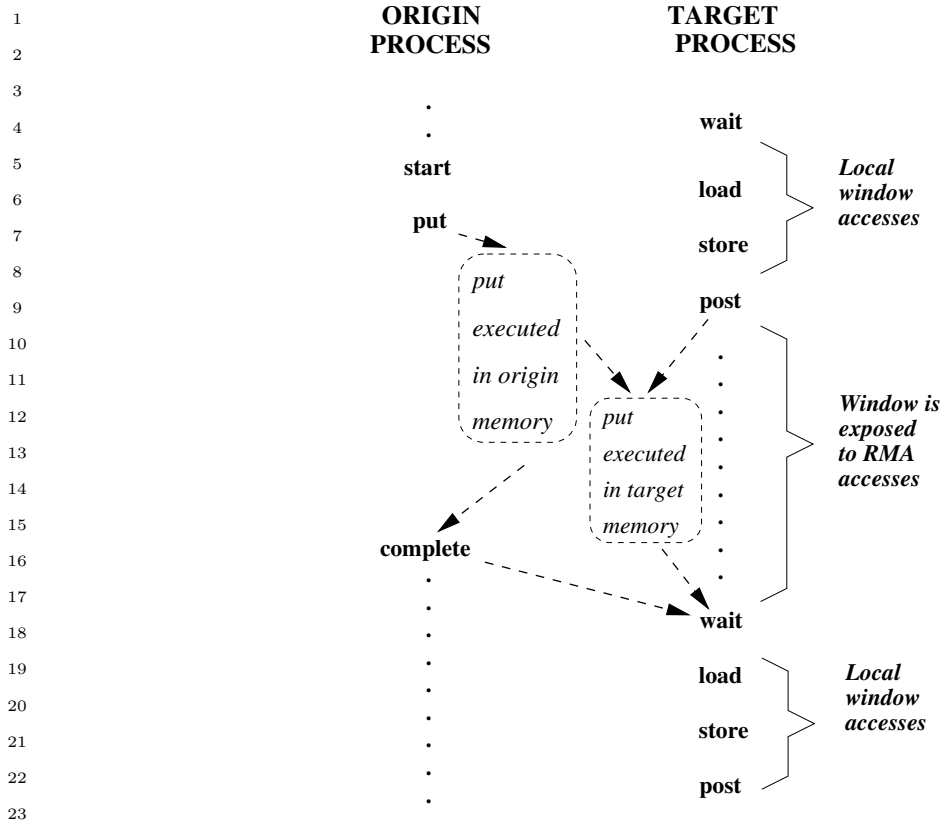 1
2
3
4
5
6
7
8
9
10
11
12
13
14
15
16
17
18
19
20
21
22
23
ORIGIN
PROCESS
TARGET
PROCESS
start
put
put
executed
in origin
memory
complete
wait
load
store
post
put
executed
in target
memory
wait
load
store
post
Local
window
accesses
Window is
exposed
to RMA
accesses
Local
window
accesses